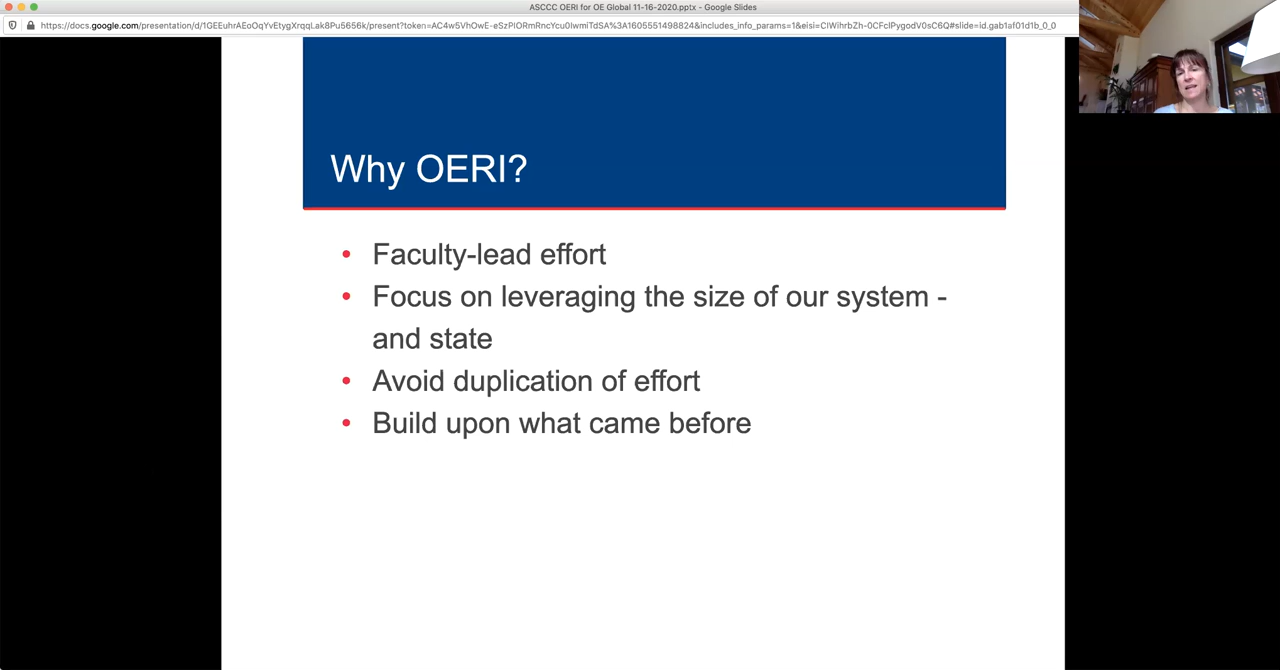 ASCCC OERI for OE Global 11-16-2020.pptx - Google Slides
Why OERI?
• Faculty-lead effort
• Focus on leveraging the size of our system -
and state
• Avoid duplication of effort
• Build upon what came before